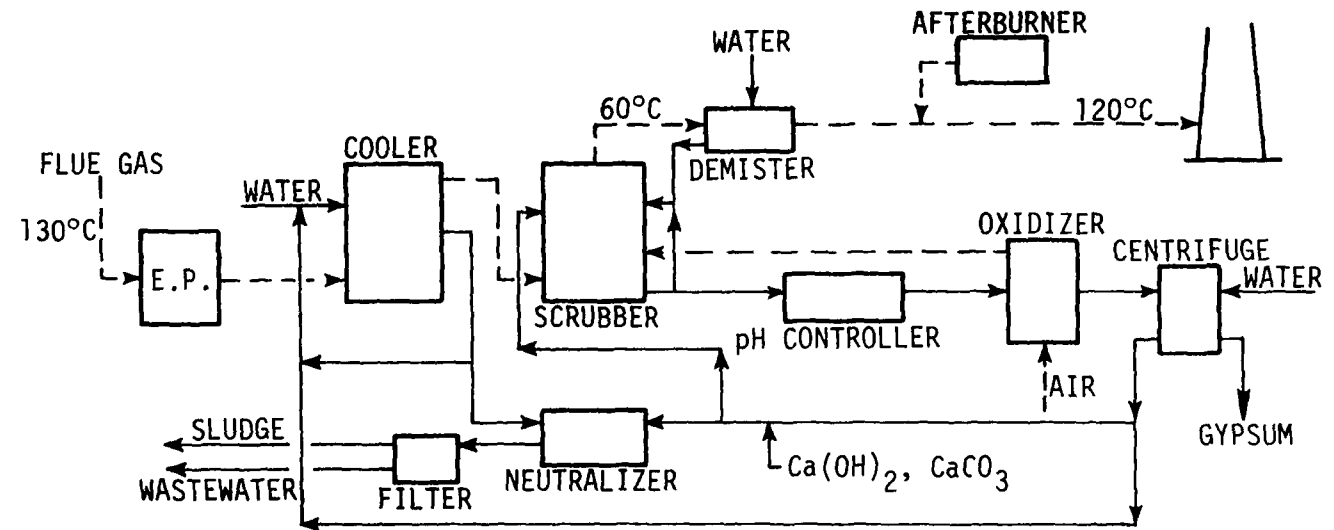 AFTERBURNER
WATER
60°C
120°C
COOLER
DEMISTER
FLUE GAS
WATER
130°C
OXIDIZER
CENTRIFUGE
E.P.
WATER
SCRUBBER
pH CONTROLLER
AIR
SLUDGE
GYPSUM
Ca(OH)2, CaCO3
NEUTRALIZER
WASTEWATER
FILTER